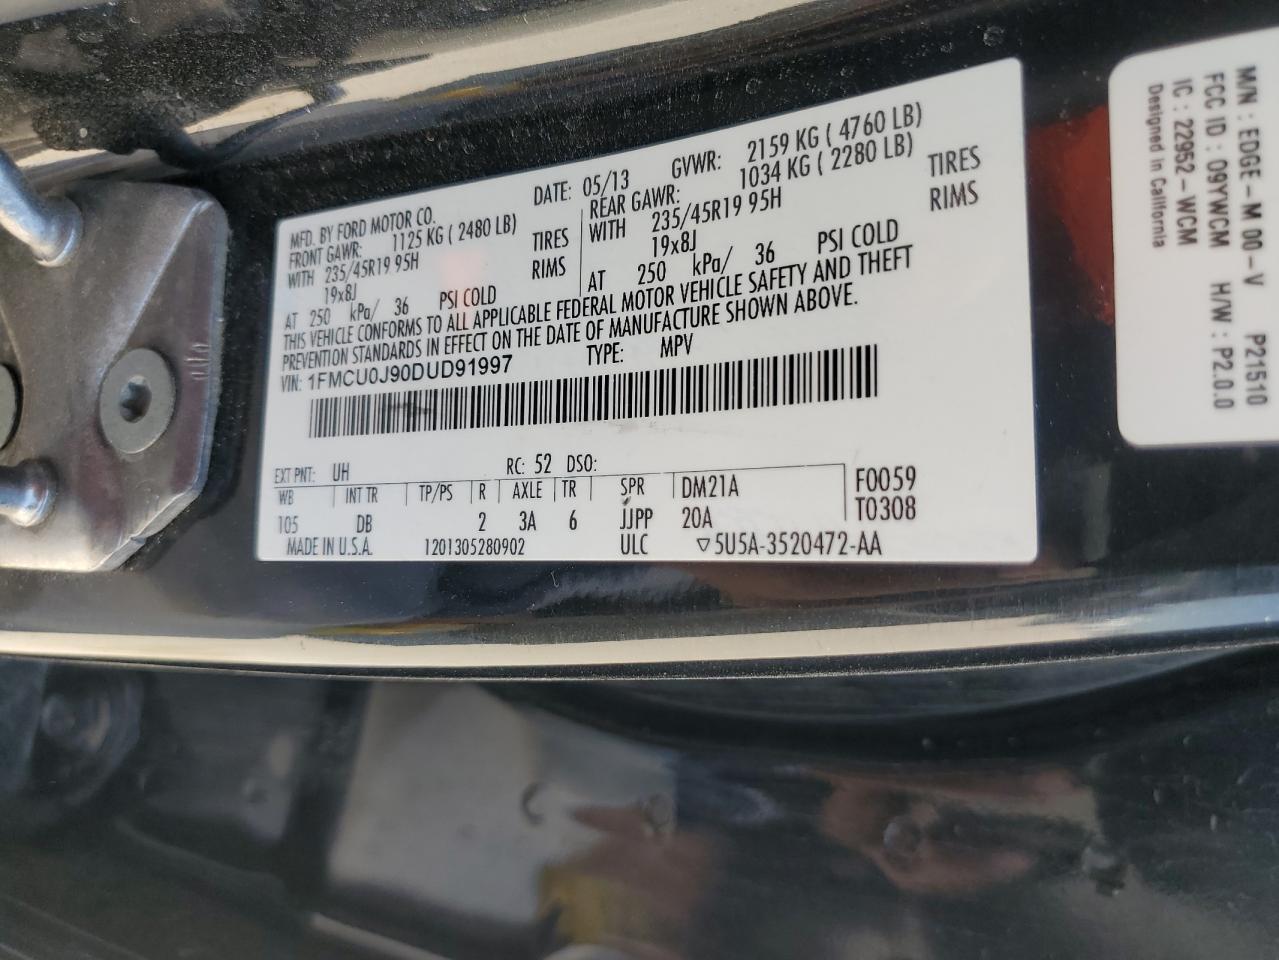 MFD. BY FORD MOTOR CO.
DATE: 05/13 GVWR: 2159 KG ( 4760 LB)
FRONT GAWR: REAR GAWR:
1125 KG ( 2480 LB) 1034 KG ( 2280 LB)
WITH 235/45R19 95H TIRES WITH 235/45R19 95H TIRES
19x8J RIMS 19x8J RIMS
AT 250 kPa/ 36 PSI COLD AT 250 kPa/ 36 PSI COLD
THIS VEHICLE CONFORMS TO ALL APPLICABLE FEDERAL MOTOR VEHICLE SAFETY AND THEFT
PREVENTION STANDARDS IN EFFECT ON THE DATE OF MANUFACTURE SHOWN ABOVE.
VIN: 1FMCU0J90DUD91997 TYPE: MPV
EXT PNT: UH RC: 52 DSO:
WB INT TR TP/PS R AXLE TR SPR DM21A F0059
105 DB 2 3A 6 JJPP 20A T0308
MADE IN U.S.A. 1201305280902 ULC ▽5U5A-3520472-AA
M/N : EDGE-M 00-V P21510
FCC ID : 09YWCM H/W : P2.0.0
IC : 22952-WCM
Designed in California